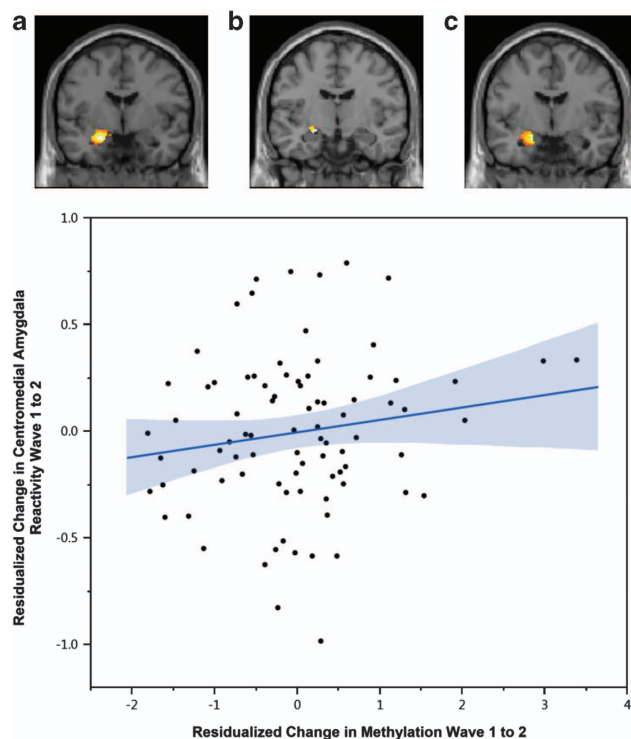 a b c
1.0
0.5
0.0
-0.5
-1.0
Residualized Change in Centromedial Amygdala
Reactivity Wave 1 to 2
-2 -1 0 1 2 3 4
Residualized Change in Methylation Wave 1 to 2